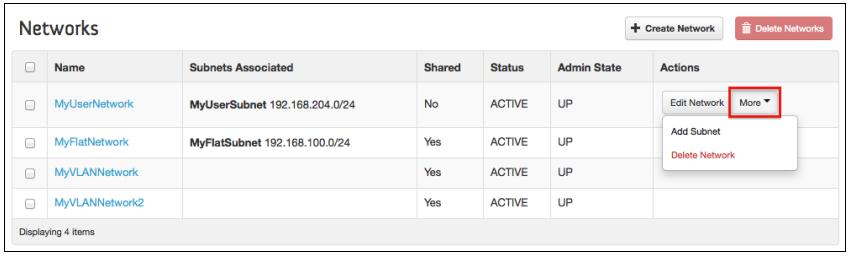 Networks
+ Create Network
Delete Networks
Name Subnets Associated Shared Status Admin State Actions
MyUserNetwork MyUserSubnet 192.168.204.0/24 No ACTIVE UP Edit Network More
Add Subnet
Delete Network
MyFlatNetwork MyFlatSubnet 192.168.100.0/24 Yes ACTIVE UP
MyVLANNetwork Yes ACTIVE UP
MyVLANNetwork2 Yes ACTIVE UP
Displaying 4 items